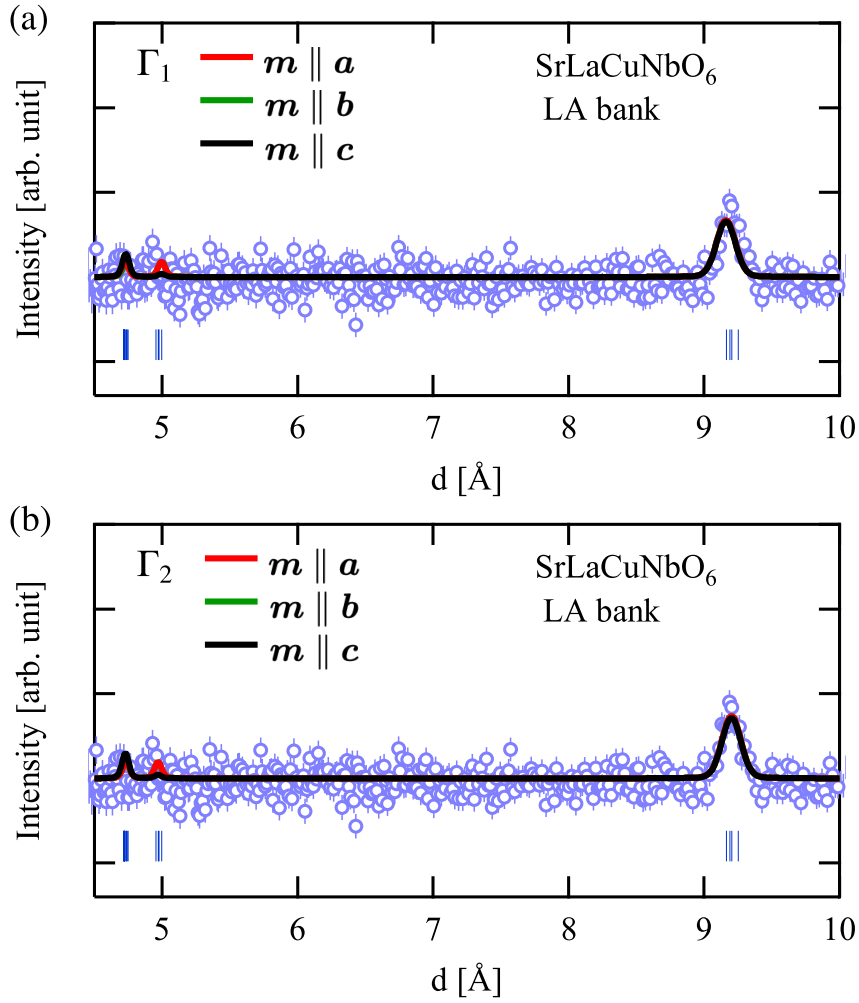 (a)
Γ1
m ∥ a
m ∥ b
m ∥ c
SrLaCuNbO6
LA bank
Intensity [arb. unit]
5 6 7 8 9 10
d [Å]
(b)
Γ2
m ∥ a
m ∥ b
m ∥ c
SrLaCuNbO6
LA bank
Intensity [arb. unit]
5 6 7 8 9 10
d [Å]